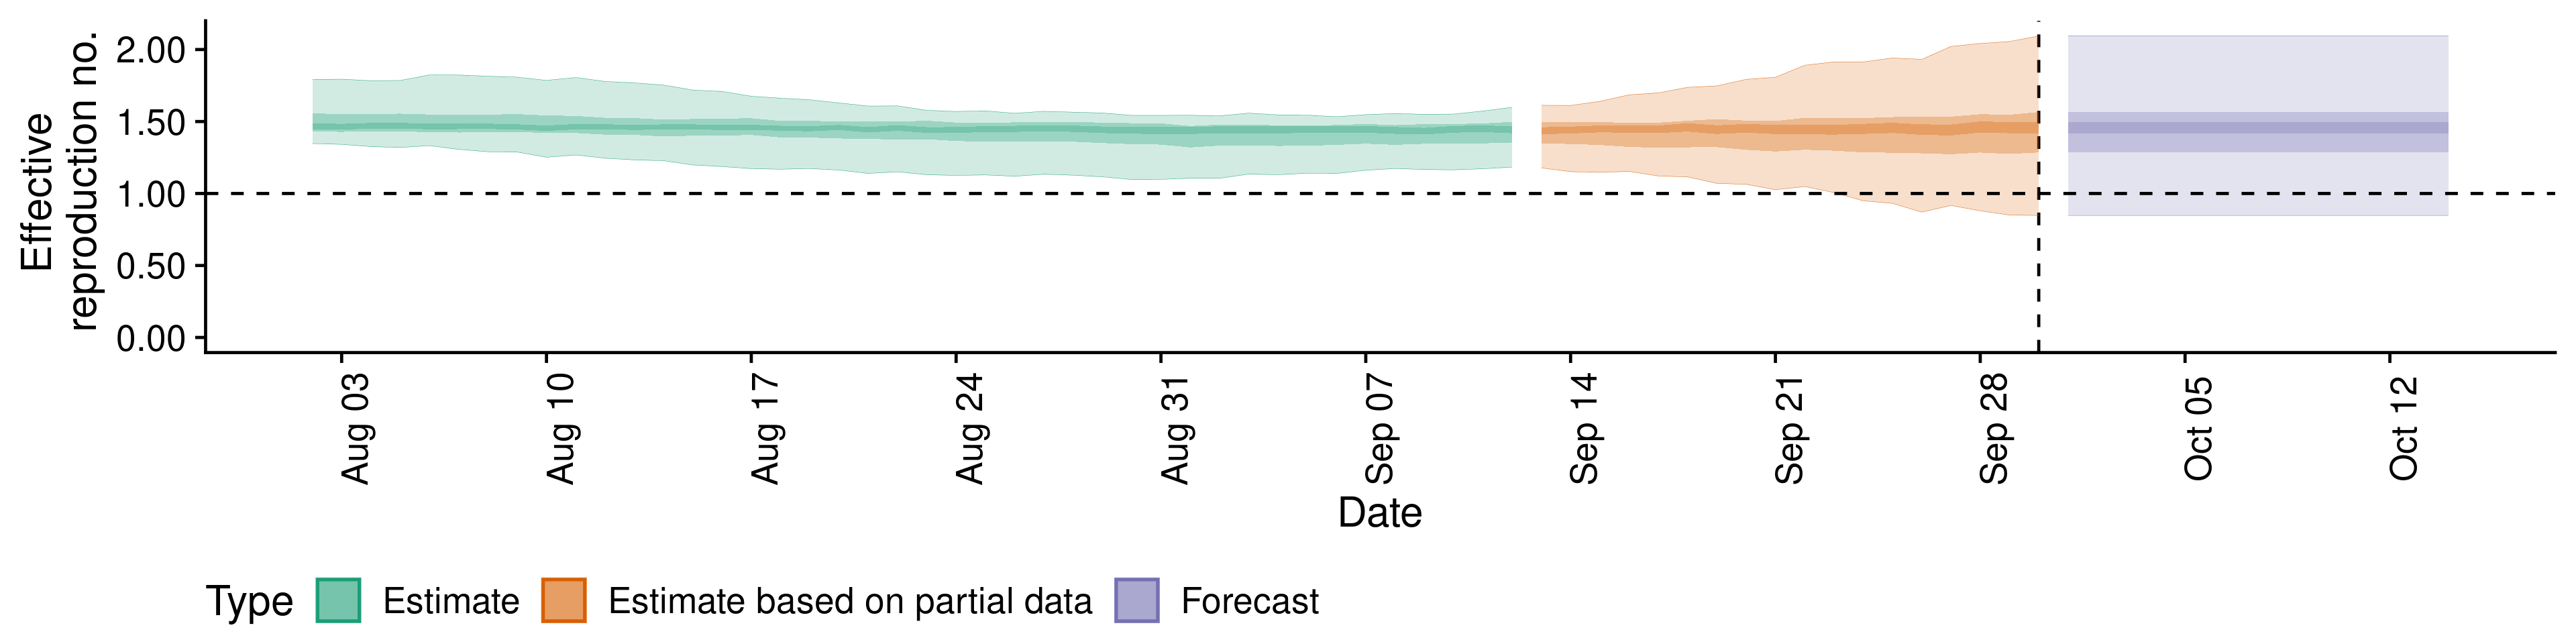 Effective
reproduction no.
2.00
1.50
1.00
0.50
0.00
Aug 03
Aug 10
Aug 17
Aug 24
Aug 31
Sep 07
Sep 14
Sep 21
Sep 28
Oct 05
Oct 12
Date
Type Estimate Estimate based on partial data Forecast